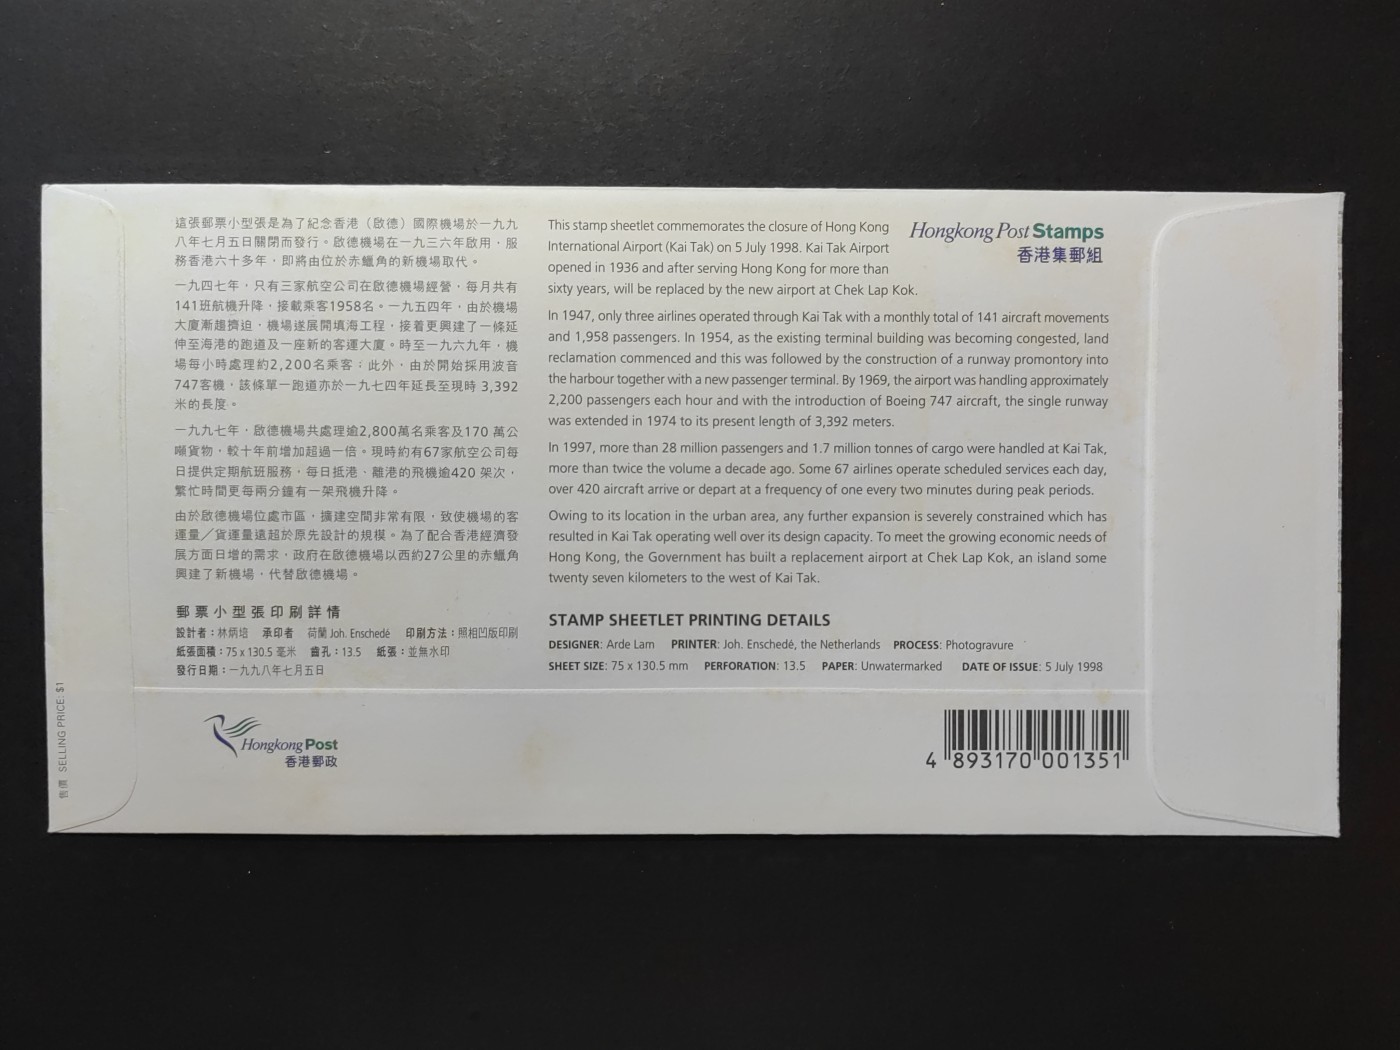 這張郵票小型張是為了紀念香港（啟德）國際機場於一九九
八年七月五日關閉而發行。啟德機場在一九三六年啟用，服
務香港六十多年，即將由位於赤鱲角的新機場取代。
一九四七年，只有三家航空公司在啟德機場經營，每月共有
141班航機升降，接載乘客1958名。一九五四年，由於機場
大廈漸趨擠迫，機場遂展開填海工程，接着更興建了一條延
伸至海港的跑道及一座新的客運大廈。時至一九六九年，機
場每小時處理約2,200名乘客；此外，由於開始採用波音
747客機，該條單一跑道亦於一九七四年延長至現時 3,392
米的長度。
一九九七年，啟德機場共處理逾2,800萬名乘客及170 萬公
噸貨物，較十年前增加超過一倍。現時約有67家航空公司每
日提供定期航班服務，每日抵港、離港的飛機逾420 架次，
繁忙時間更每兩分鐘有一架飛機升降。
由於啟德機場位處市區，擴建空間非常有限，致使機場的客
運量／貨運量遠超於原先設計的規模。為了配合香港經濟發
展方面日增的需求，政府在啟德機場以西約27公里的赤鱲角
興建了新機場，代替啟德機場。
郵票小型張印刷詳情
設計者：林炳培 承印者 荷蘭 Joh. Enschedé 印刷方法：照相凹版印刷
紙張面積：75 x 130.5 毫米 齒孔：13.5 紙張：並無水印
發行日期：一九九八年七月五日
This stamp sheetlet commemorates the closure of Hong Kong
International Airport (Kai Tak) on 5 July 1998. Kai Tak Airport
opened in 1936 and after serving Hong Kong for more than
sixty years, will be replaced by the new airport at Chek Lap Kok.
In 1947, only three airlines operated through Kai Tak with a monthly total of 141 aircraft movements
and 1,958 passengers. In 1954, as the existing terminal building was becoming congested, land
reclamation commenced and this was followed by the construction of a runway promontory into
the harbour together with a new passenger terminal. By 1969, the airport was handling approximately
2,200 passengers each hour and with the introduction of Boeing 747 aircraft, the single runway
was extended in 1974 to its present length of 3,392 meters.
In 1997, more than 28 million passengers and 1.7 million tonnes of cargo were handled at Kai Tak,
more than twice the volume a decade ago. Some 67 airlines operate scheduled services each day,
over 420 aircraft arrive or depart at a frequency of one every two minutes during peak periods.
Owing to its location in the urban area, any further expansion is severely constrained which has
resulted in Kai Tak operating well over its design capacity. To meet the growing economic needs of
Hong Kong, the Government has built a replacement airport at Chek Lap Kok, an island some
twenty seven kilometers to the west of Kai Tak.
STAMP SHEETLET PRINTING DETAILS
DESIGNER: Arde Lam PRINTER: Joh. Enschedé, the Netherlands PROCESS: Photogravure
SHEET SIZE: 75 x 130.5 mm PERFORATION: 13.5 PAPER: Unwatermarked DATE OF ISSUE: 5 July 1998
Hongkong Post Stamps
香港集郵組
售價 SELLING PRICE: $1
Hongkong Post
香港郵政
4 893170 001351